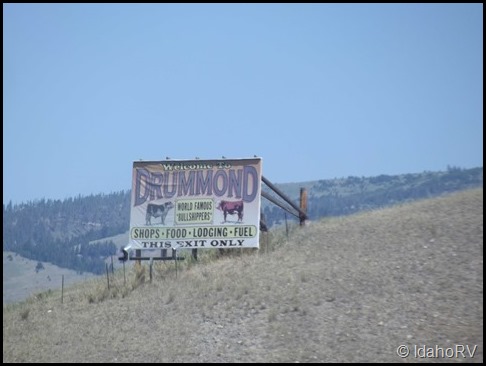 Welcome To
DRUMMOND
WORLD FAMOUS
"BULLSHIPPERS"
SHOPS • FOOD • LODGING • FUEL
THIS EXIT ONLY
© IdahoRV